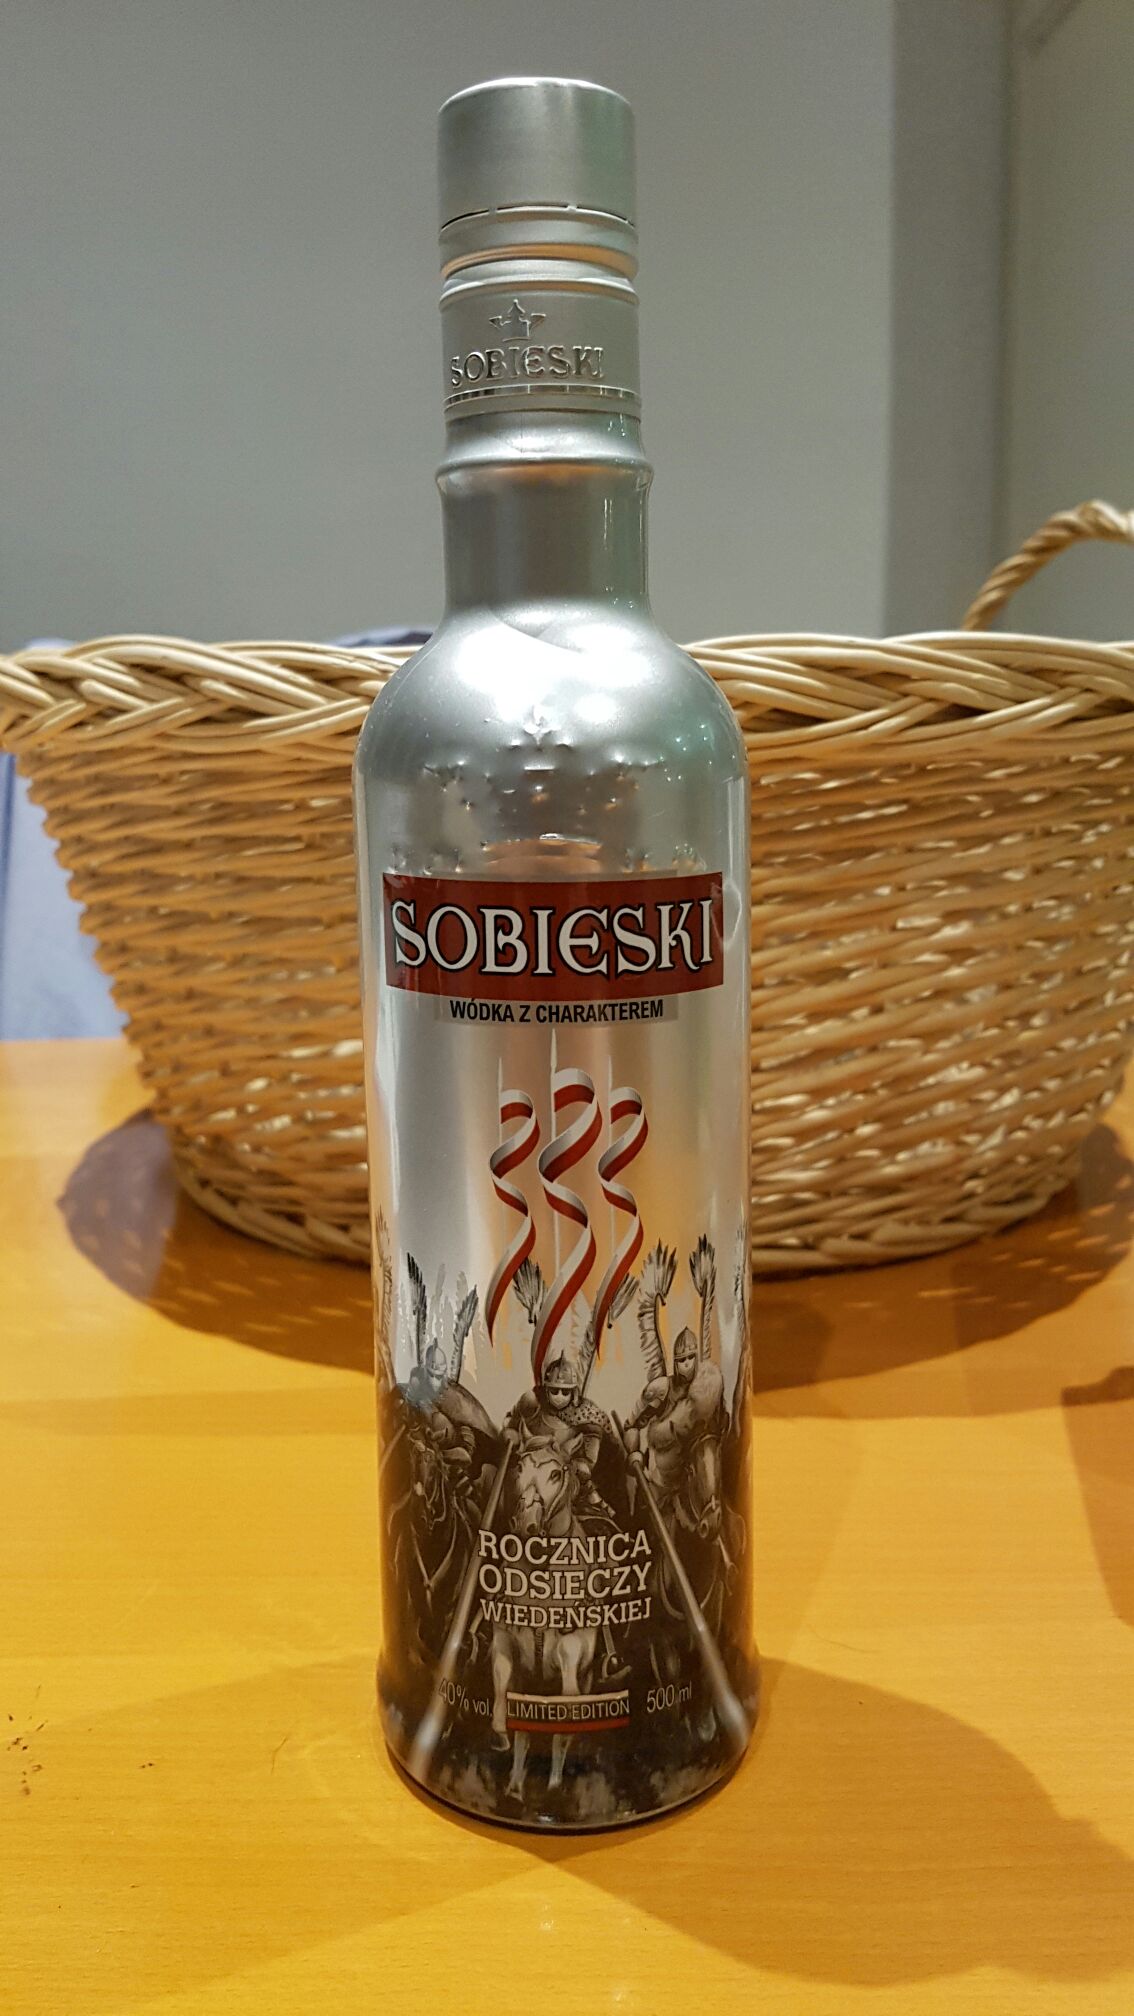 SOBIESKI
SOBIESKI
WÓDKA Z CHARAKTEREM
ROCZNICA
ODSIECZY
WIEDEŃSKIEJ
40% vol. LIMITED EDITION 500 ml